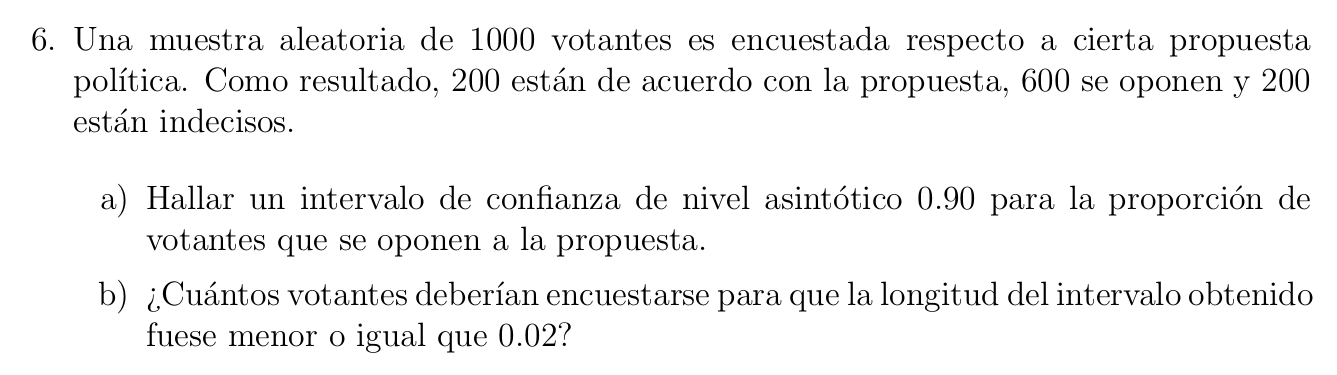 6. Una muestra aleatoria de 1000 votantes es encuestada respecto a cierta propuesta
política. Como resultado, 200 están de acuerdo con la propuesta, 600 se oponen y 200
están indecisos.
a) Hallar un intervalo de confianza de nivel asintótico 0.90 para la proporción de
votantes que se oponen a la propuesta.
b) ¿Cuántos votantes deberían encuestarse para que la longitud del intervalo obtenido
fuese menor o igual que 0.02?